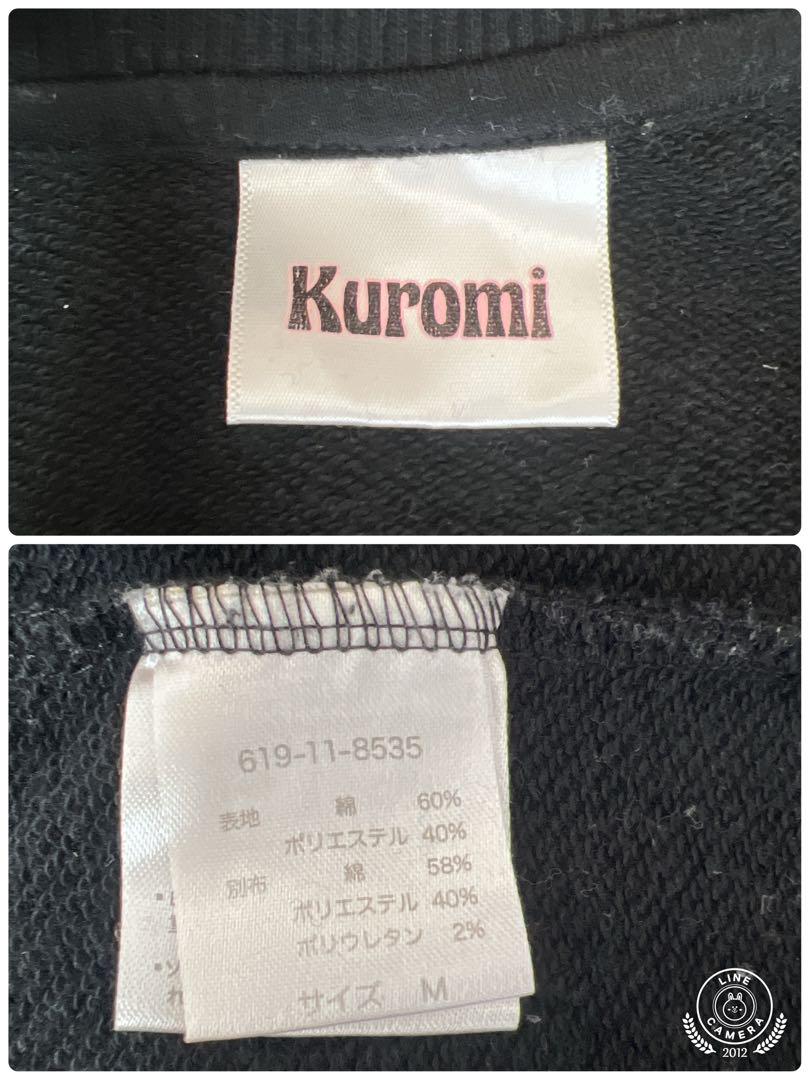 Kuromi
619-11-8535
表地 綿 60%
ポリエステル 40%
別布 綿 58%
ポリエステル 40%
ポリウレタン 2%
サイズ M
LINE
CAMERA
2012